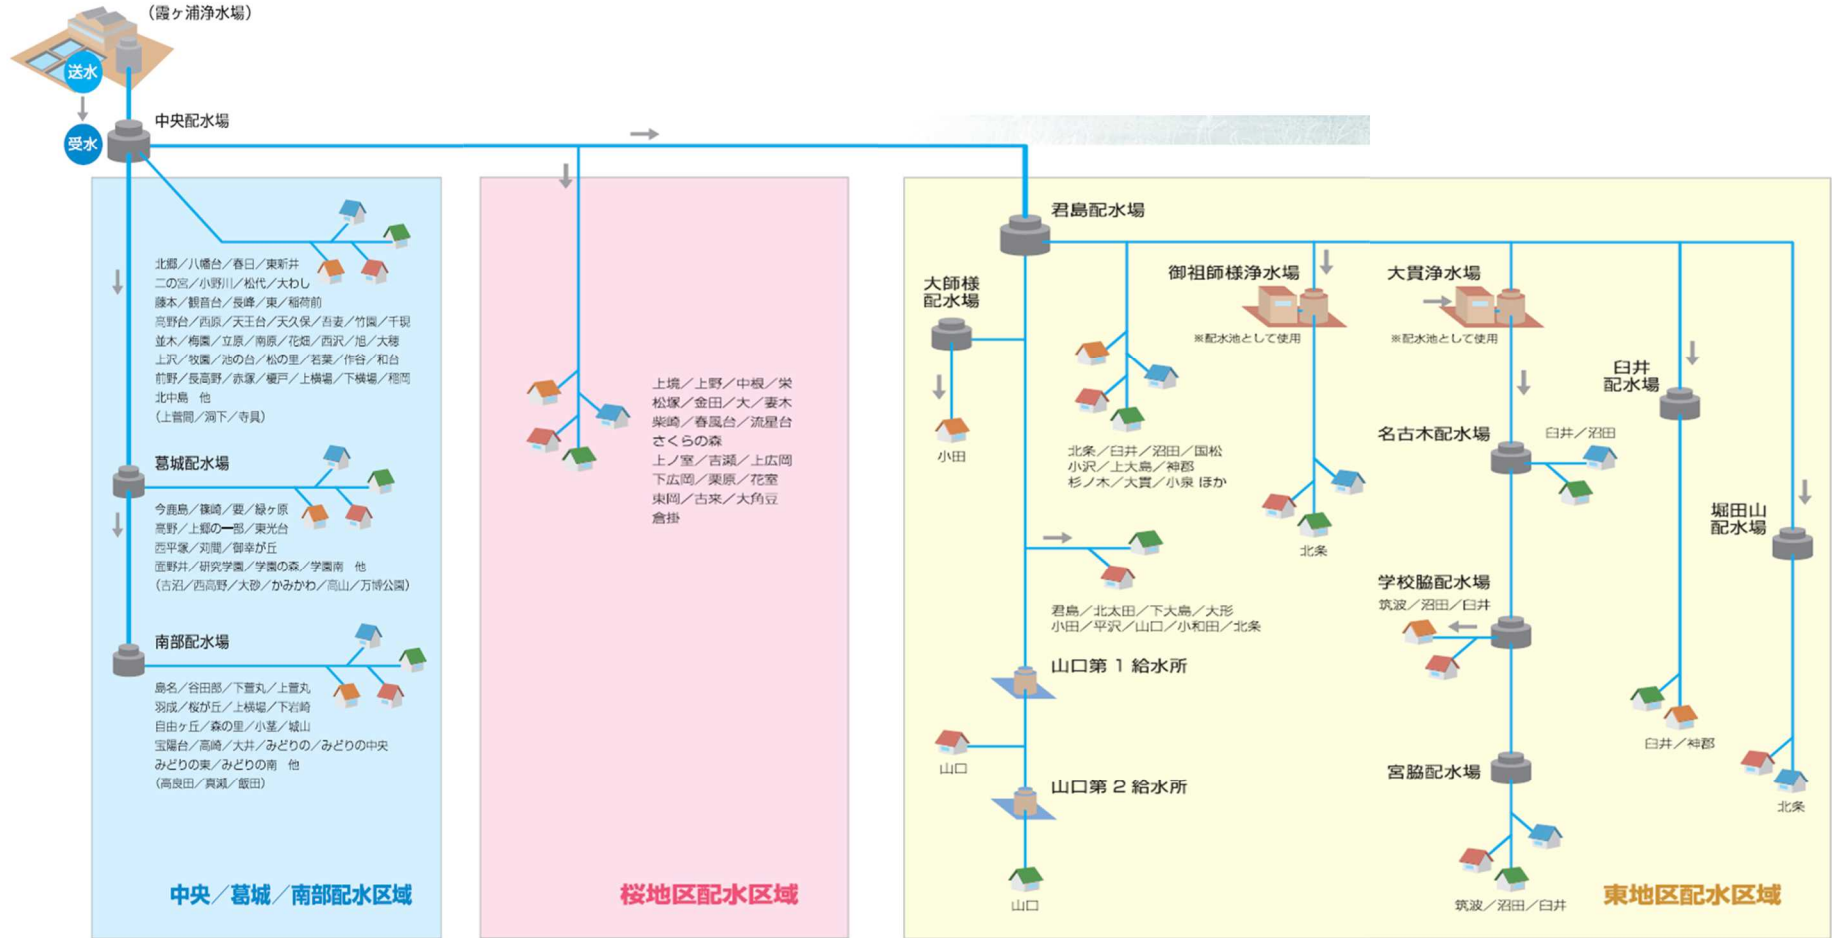 （霞ヶ浦浄水場）
送水
中央配水場
受水
北郷／八幡台／春日／東新井
二の宮／小野川／松代／大わし
藤本／観音台／長峰／東／稲荷前
高野台／西原／天王台／天久保／吾妻／竹園／千現
並木／梅園／立原／南原／花畑／西沢／旭／大穂
上沢／牧園／池の台／松の里／若葉／作谷／和台
前野／長高野／赤塚／榎戸／上横場／下横場／稲岡
北中島　他
（上菅間／洞下／寺具）
葛城配水場
今鹿島／篠崎／要／緑ヶ原
高野／上郷の一部／東光台
西平塚／苅間／御幸が丘
面野井／研究学園／学園の森／学園南　他
（吉沼／西高野／大砂／かみかわ／高山／万博公園）
南部配水場
島名／谷田部／下萱丸／上萱丸
羽成／桜が丘／上横場／下岩崎
自由ヶ丘／森の里／小茎／城山
宝陽台／高崎／大井／みどりの／みどりの中央
みどりの東／みどりの南　他
（高良田／真瀬／飯田）
中央／葛城／南部配水区域
上境／上野／中根／栄
松塚／金田／大／妻木
柴崎／春風台／流星台
さくらの森
上ノ室／吉瀬／上広岡
下広岡／栗原／花室
東岡／古来／大角豆
倉掛
桜地区配水区域
君島配水場
大師様
配水場
小田
北条／臼井／沼田／国松
小沢／上大島／神郡
杉ノ木／大貫／小泉 ほか
君島／北太田／下大島／大形
小田／平沢／山口／小和田／北条
山口第１給水所
山口
山口第２給水所
山口
御祖師様浄水場
※配水池として使用
北条
大貫浄水場
※配水池として使用
名古木配水場
臼井／沼田
学校脇配水場
筑波／沼田／臼井
宮脇配水場
筑波／沼田／臼井
臼井
配水場
臼井／神郡
堀田山
配水場
北条
東地区配水区域